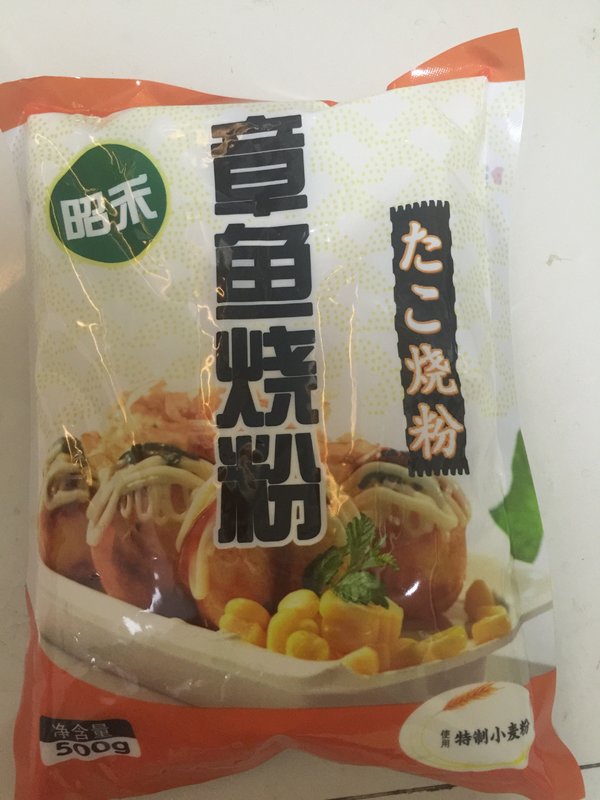 昭禾
章鱼烧粉
たこ烧粉
净含量
500g
使用
特制小麦粉